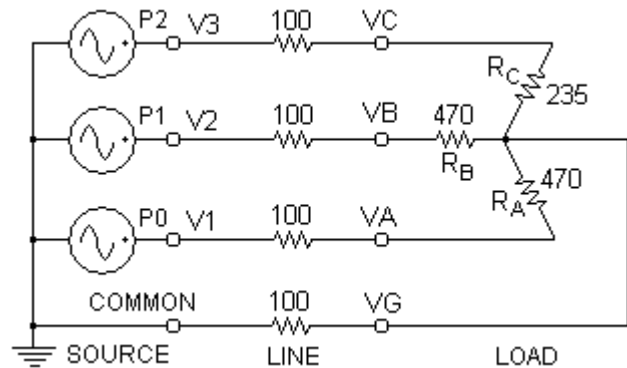 P2 V3 100 VC
RC 235
P1 V2 100 VB 470
RB
470
RA
P0 V1 100 VA
COMMON 100 VG
SOURCE LINE LOAD